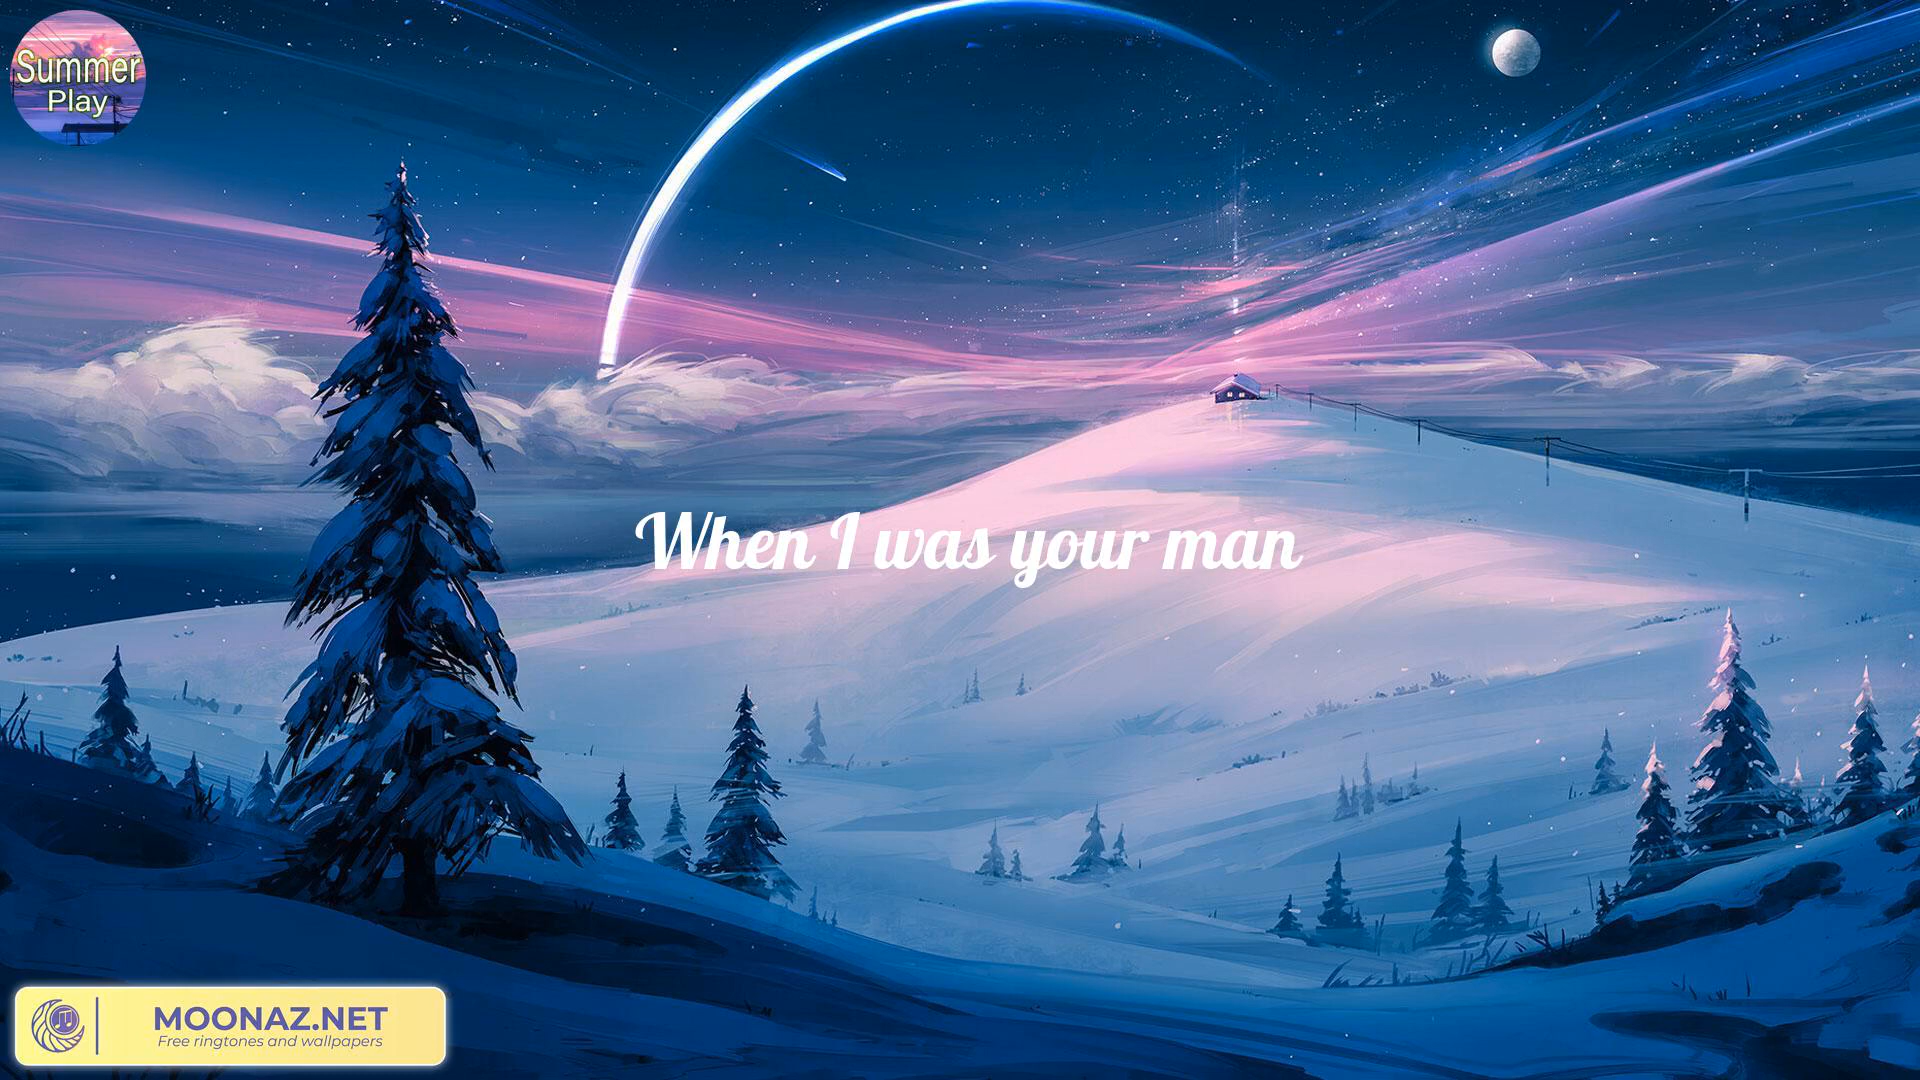 Summer
Play
When I was your man
MOONAZ.NET
Free ringtones and wallpapers